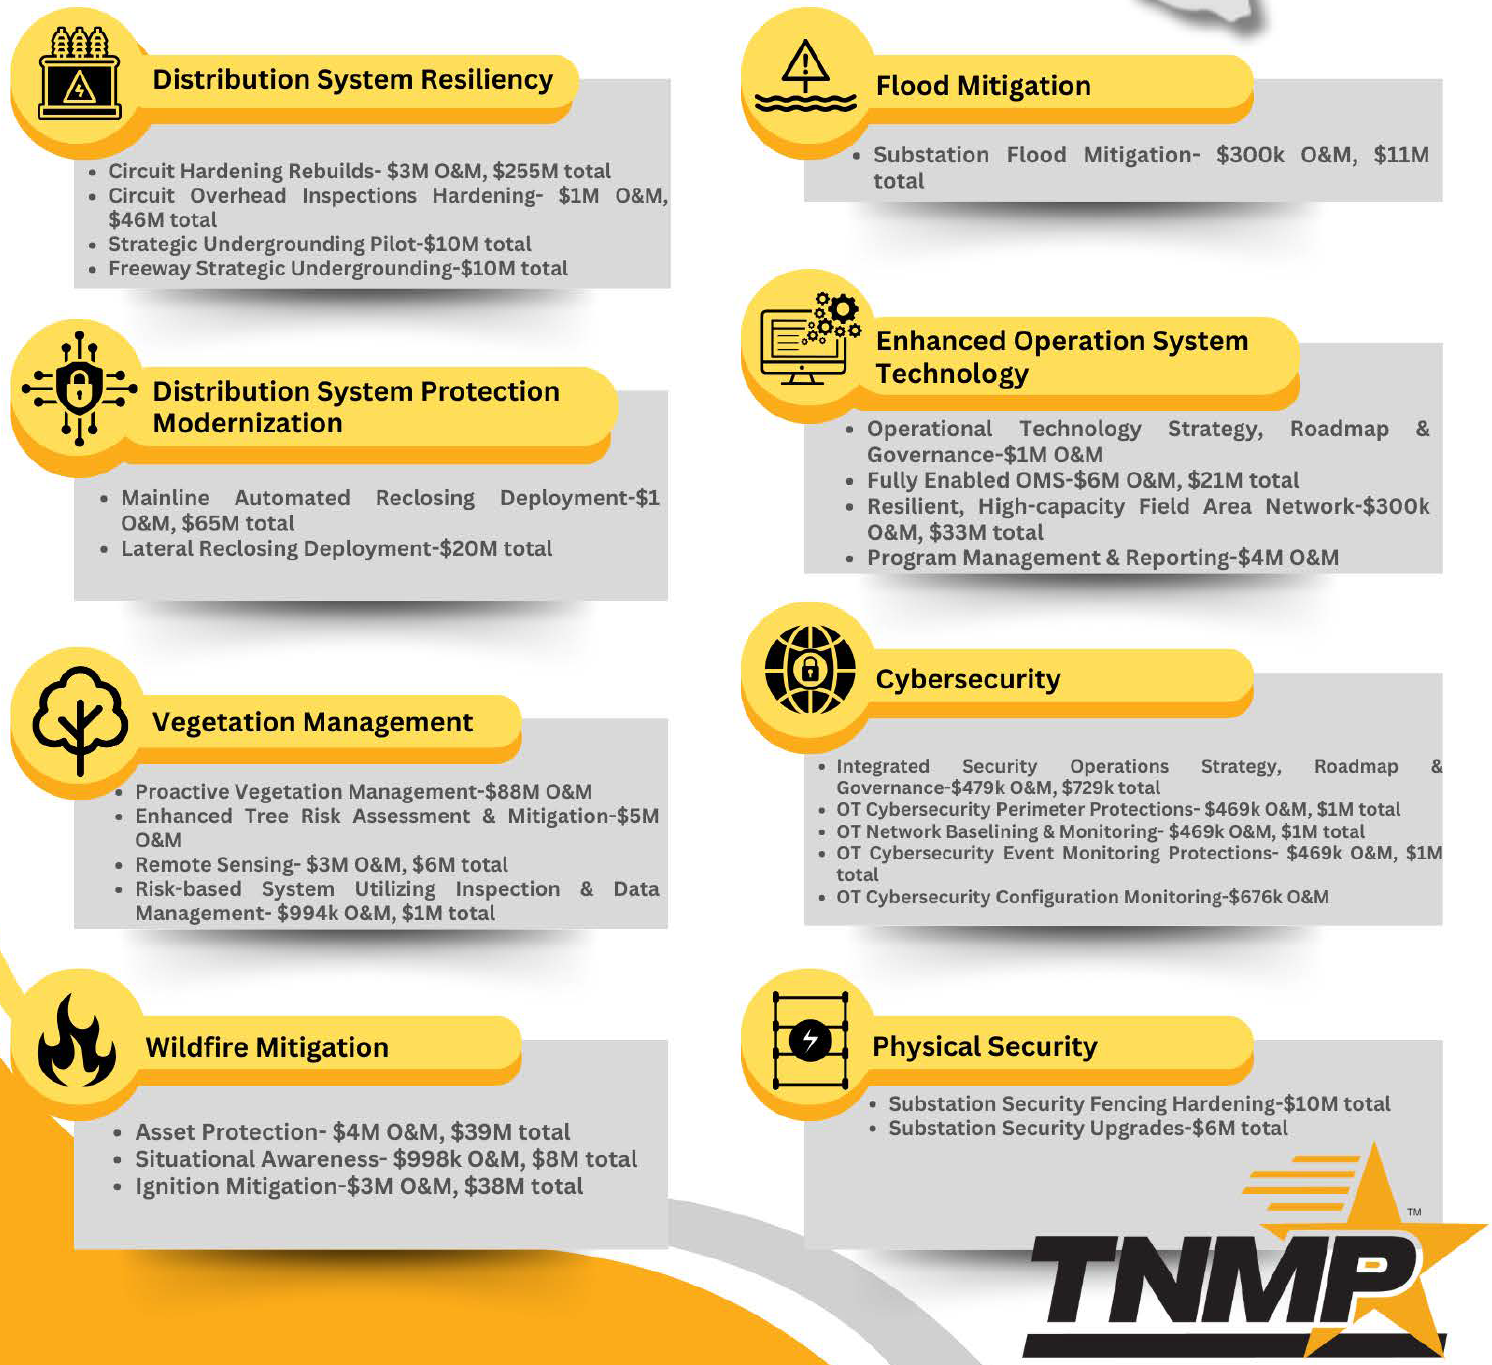 Distribution System Resiliency
• Circuit Hardening Rebuilds- $3M O&M, $255M total
• Circuit Overhead Inspections Hardening- $1M O&M,
$46M total
• Strategic Undergrounding Pilot-$10M total
• Freeway Strategic Undergrounding-$10M total
Distribution System Protection
Modernization
• Mainline Automated Reclosing Deployment-$1
O&M, $65M total
• Lateral Reclosing Deployment-$20M total
Vegetation Management
• Proactive Vegetation Management-$88M O&M
• Enhanced Tree Risk Assessment & Mitigation-$5M
O&M
• Remote Sensing- $3M O&M, $6M total
• Risk-based System Utilizing Inspection & Data
Management- $994k O&M, $1M total
Wildfire Mitigation
• Asset Protection- $4M O&M, $39M total
• Situational Awareness- $998k O&M, $8M total
• Ignition Mitigation-$3M O&M, $38M total
Flood Mitigation
• Substation Flood Mitigation- $300k O&M, $11M
total
Enhanced Operation System
Technology
• Operational Technology Strategy, Roadmap &
Governance-$1M O&M
• Fully Enabled OMS-$6M O&M, $21M total
• Resilient, High-capacity Field Area Network-$300k
O&M, $33M total
• Program Management & Reporting-$4M O&M
Cybersecurity
• Integrated Security Operations Strategy, Roadmap &
Governance-$479k O&M, $729k total
• OT Cybersecurity Perimeter Protections- $469k O&M, $1M total
• OT Network Baselining & Monitoring- $469k O&M, $1M total
• OT Cybersecurity Event Monitoring Protections- $469k O&M, $1M
total
• OT Cybersecurity Configuration Monitoring-$676k O&M
Physical Security
• Substation Security Fencing Hardening-$10M total
• Substation Security Upgrades-$6M total
TM
TNMP